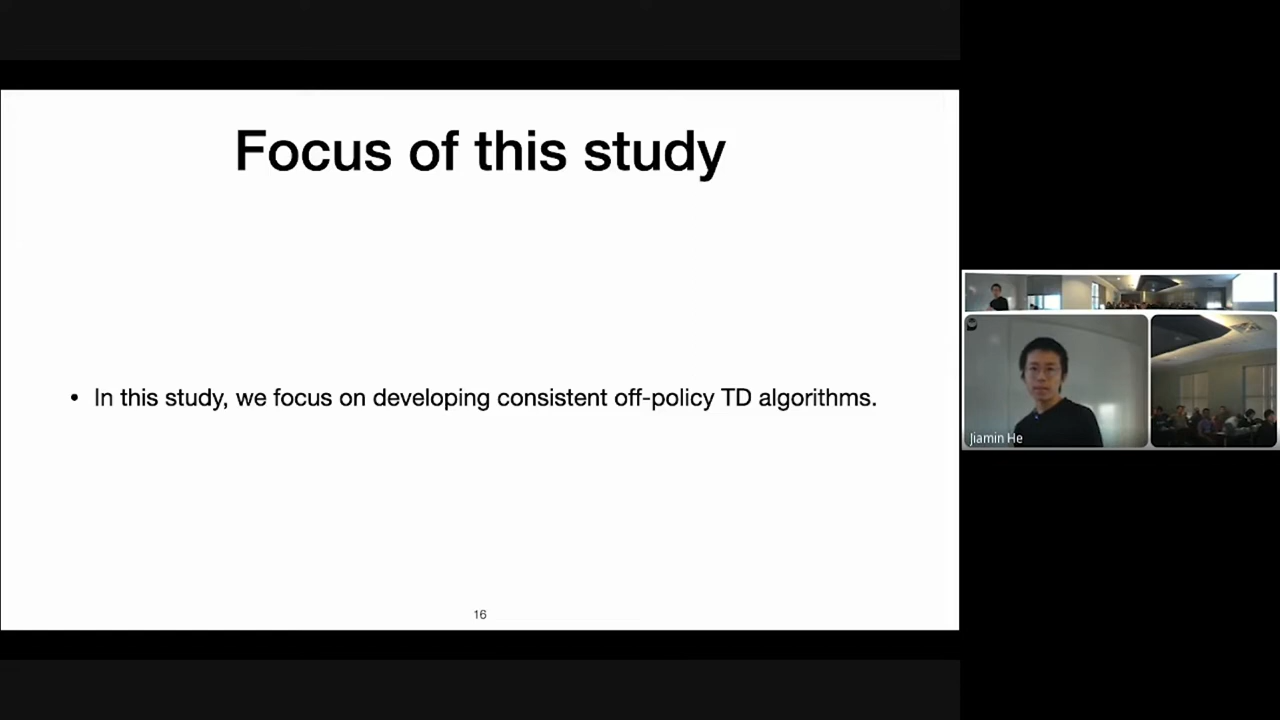 Focus of this study
• In this study, we focus on developing consistent off-policy TD algorithms.
16
Jiamin He